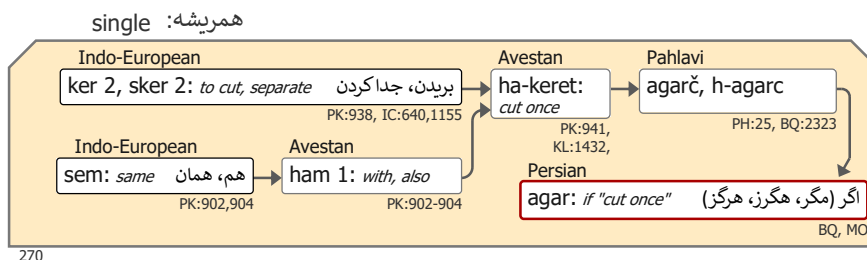 همریشه: single
Indo-European
ker 2, sker 2: to cut, separate بریدن، جدا کردن
PK:938, IC:640,1155
Avestan
ha-keret:
cut once
PK:941,
KL:1432,
Pahlavi
agarč, h-agarc
PH:25, BQ:2323
Indo-European
sem: same هم، همان
PK:902,904
Avestan
ham 1: with, also
PK:902-904
Persian
agar: if "cut once" اگر (مگر، هگرز، هرگز)
BQ, MO
270